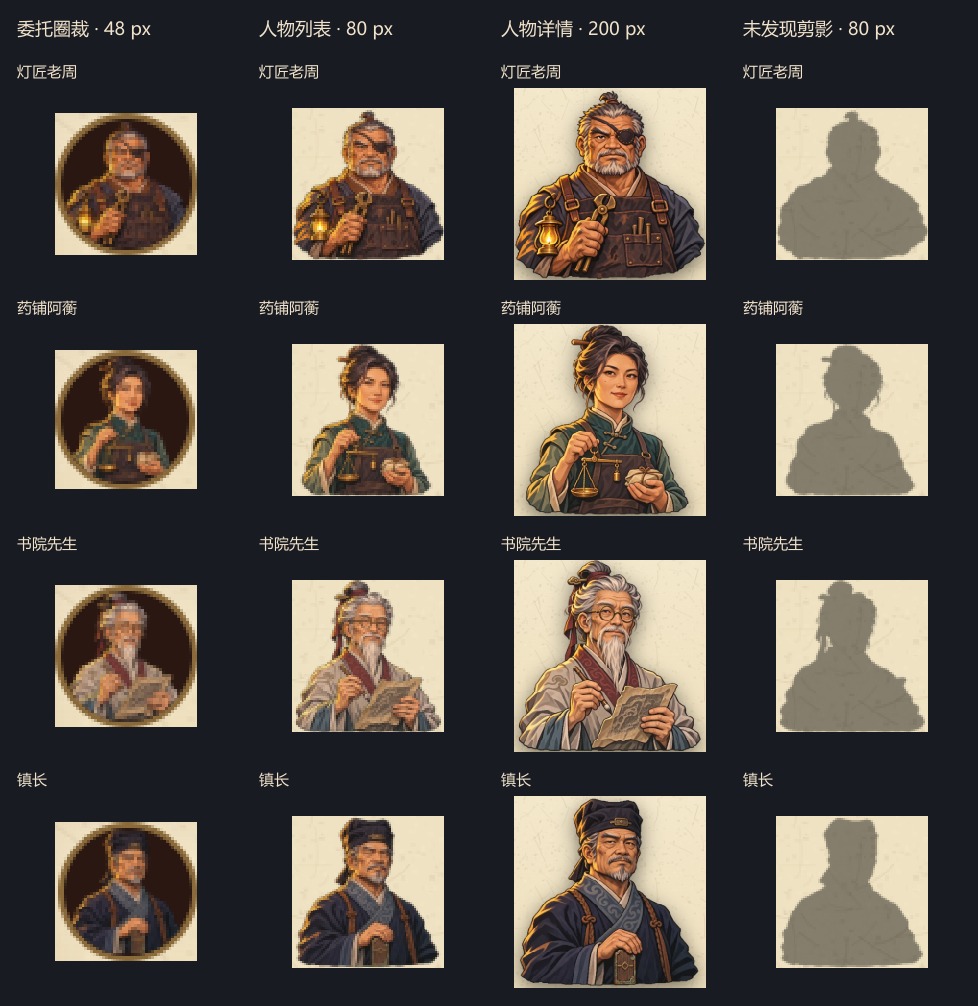 委托圈裁 · 48 px 人物列表 · 80 px 人物详情 · 200 px 未发现剪影 · 80 px
灯匠老周 灯匠老周 灯匠老周 灯匠老周
药铺阿蘅 药铺阿蘅 药铺阿蘅 药铺阿蘅
书院先生 书院先生 书院先生 书院先生
镇长 镇长 镇长 镇长